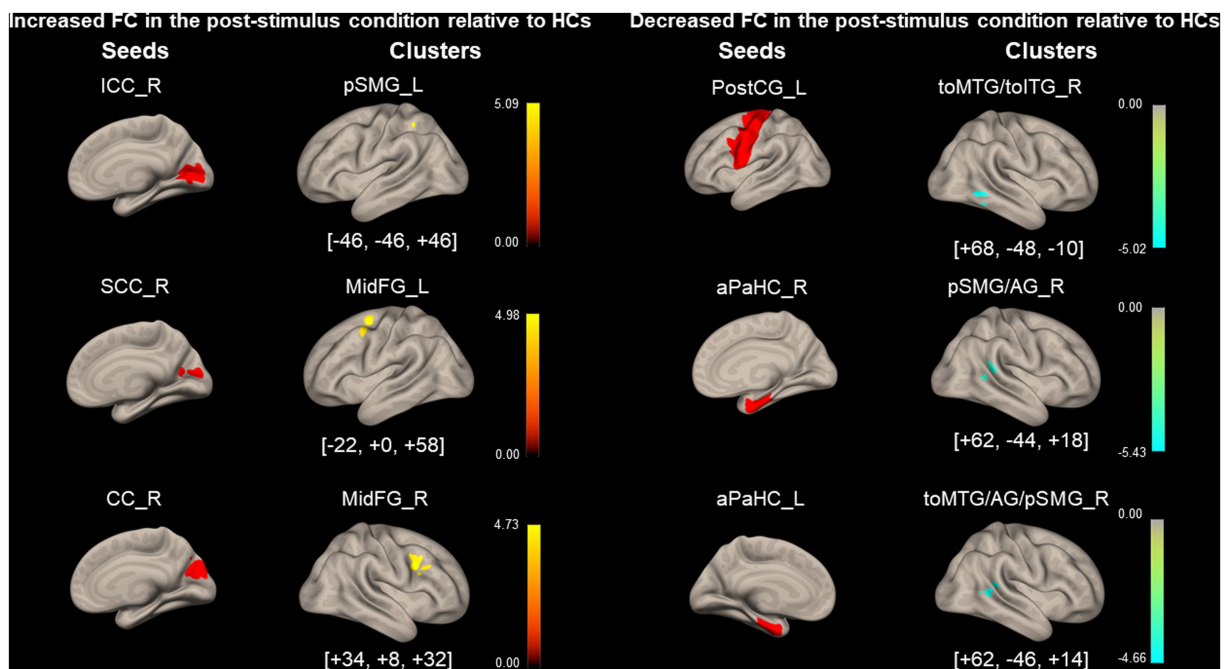 Increased FC in the post-stimulus condition relative to HCs
Seeds Clusters
ICC_R pSMG_L
5.09
0.00
[-46, -46, +46]
SCC_R MidFG_L
4.98
0.00
[-22, +0, +58]
CC_R MidFG_R
4.73
0.00
[+34, +8, +32]
Decreased FC in the post-stimulus condition relative to HCs
Seeds Clusters
PostCG_L toMTG/toITG_R
0.00
-5.02
[+68, -48, -10]
aPaHC_R pSMG/AG_R
0.00
-5.43
[+62, -44, +18]
aPaHC_L toMTG/AG/pSMG_R
0.00
-4.66
[+62, -46, +14]